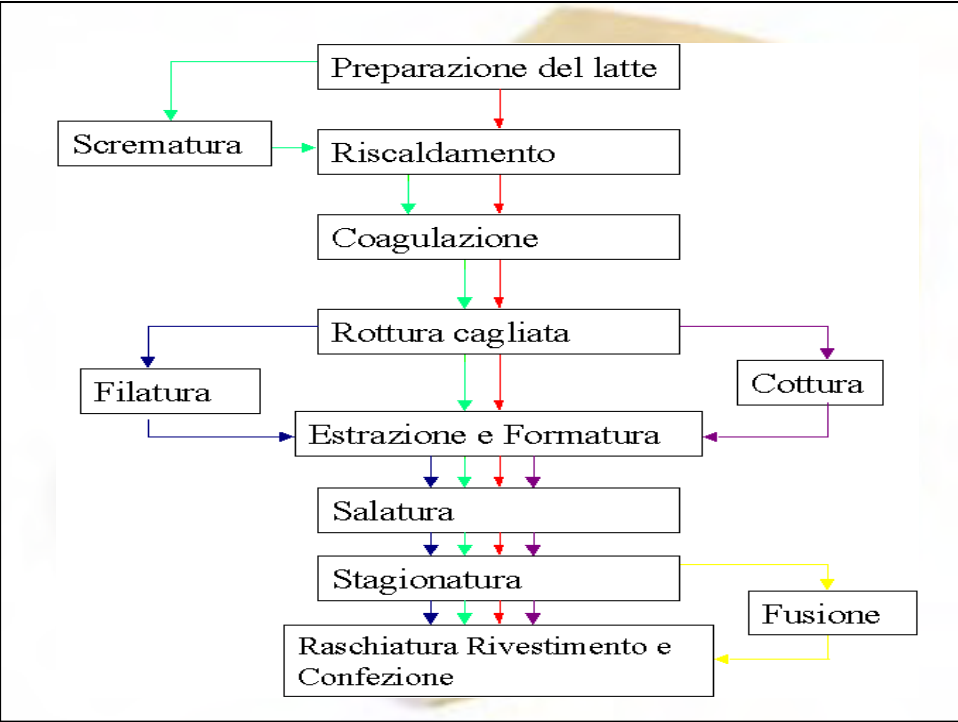 Preparazione del latte
Scrematura
Riscaldamento
Coagulazione
Rottura cagliata
Filatura
Cottura
Estrazione e Formatura
Salatura
Stagionatura
Fusione
Raschiatura Rivestimento e
Confezione